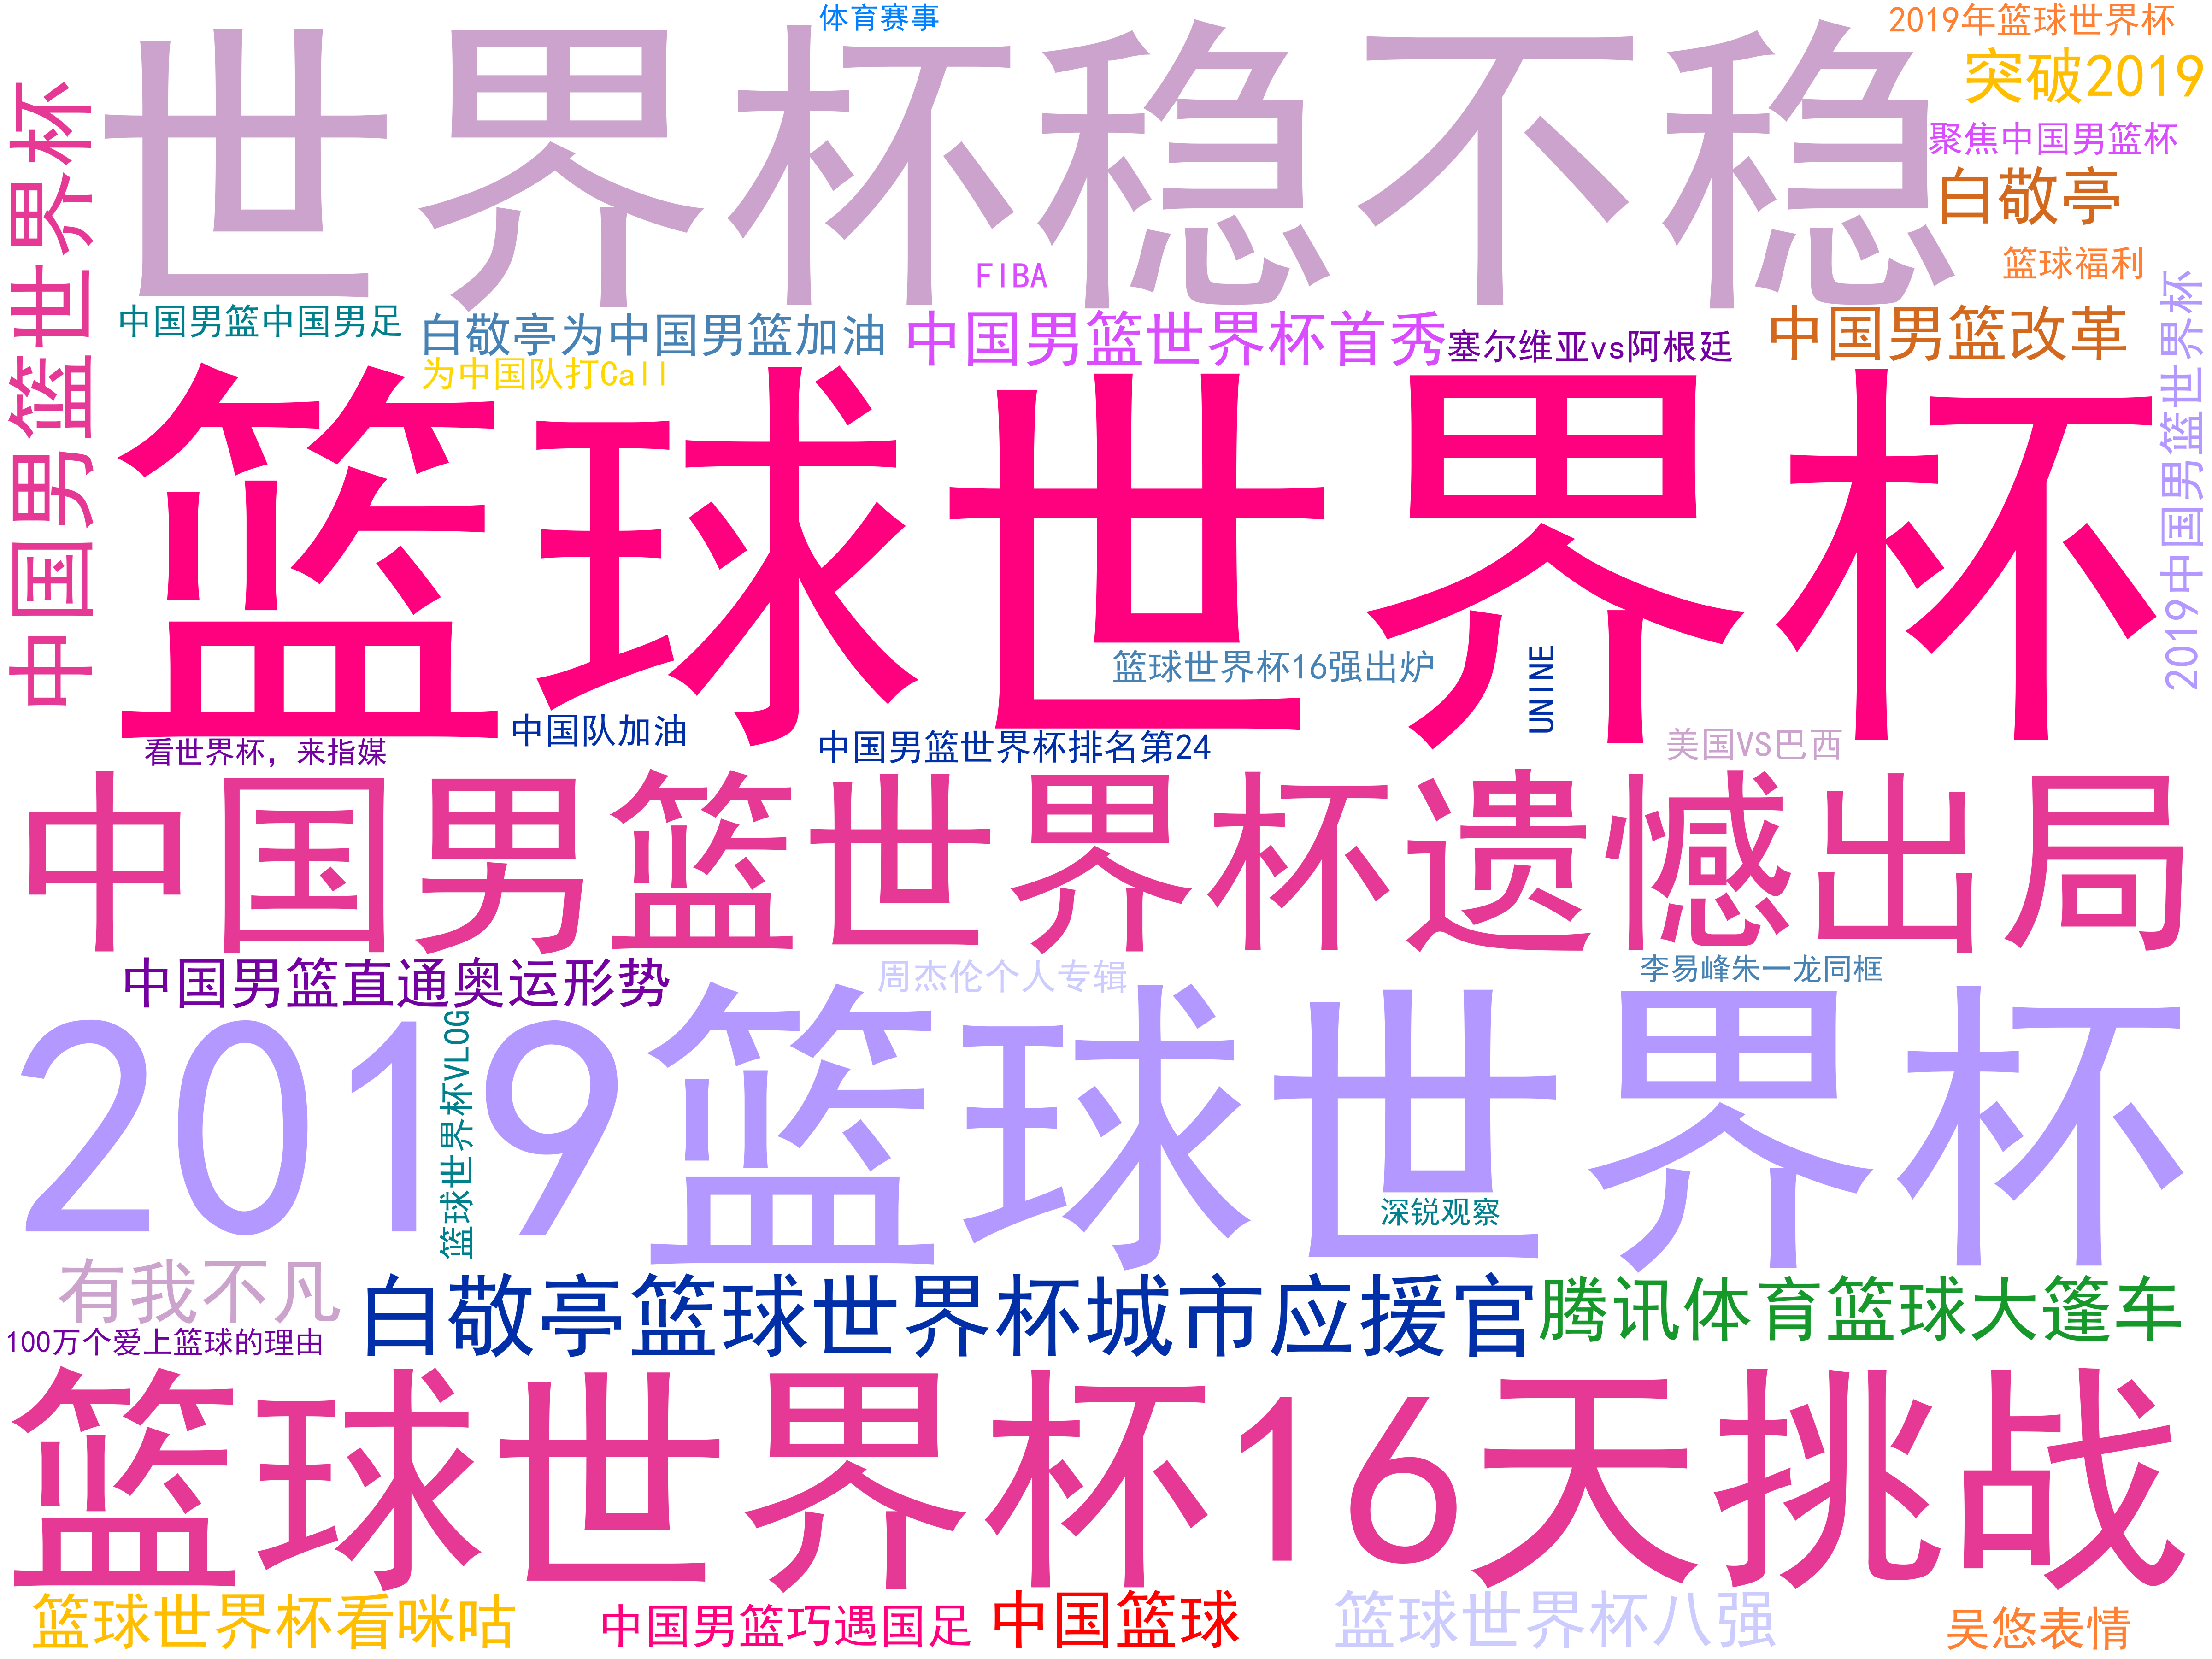 体育赛事
2019年篮球世界杯
世界杯稳不稳
突破2019
中国男篮世界杯
聚焦中国男篮杯
白敬亭
篮球福利
FIBA
2019中国男篮世界杯
中国男篮中国男足
白敬亭为中国男篮加油
中国男篮世界杯首秀
塞尔维亚vs阿根廷
中国男篮改革
为中国队打Call
篮球世界杯
篮球世界杯16强出炉
UNINE
中国队加油
中国男篮世界杯排名第24
美国VS巴西
看世界杯，来指媒
中国男篮世界杯遗憾出局
中国男篮直通奥运形势
周杰伦个人专辑
李易峰朱一龙同框
2019篮球世界杯
篮球世界杯VLOG
深锐观察
有我不凡
白敬亭篮球世界杯城市应援官
腾讯体育篮球大篷车
100万个爱上篮球的理由
篮球世界杯16天挑战
篮球世界杯看咪咕
中国男篮巧遇国足
中国篮球
篮球世界杯八强
吴悠表情